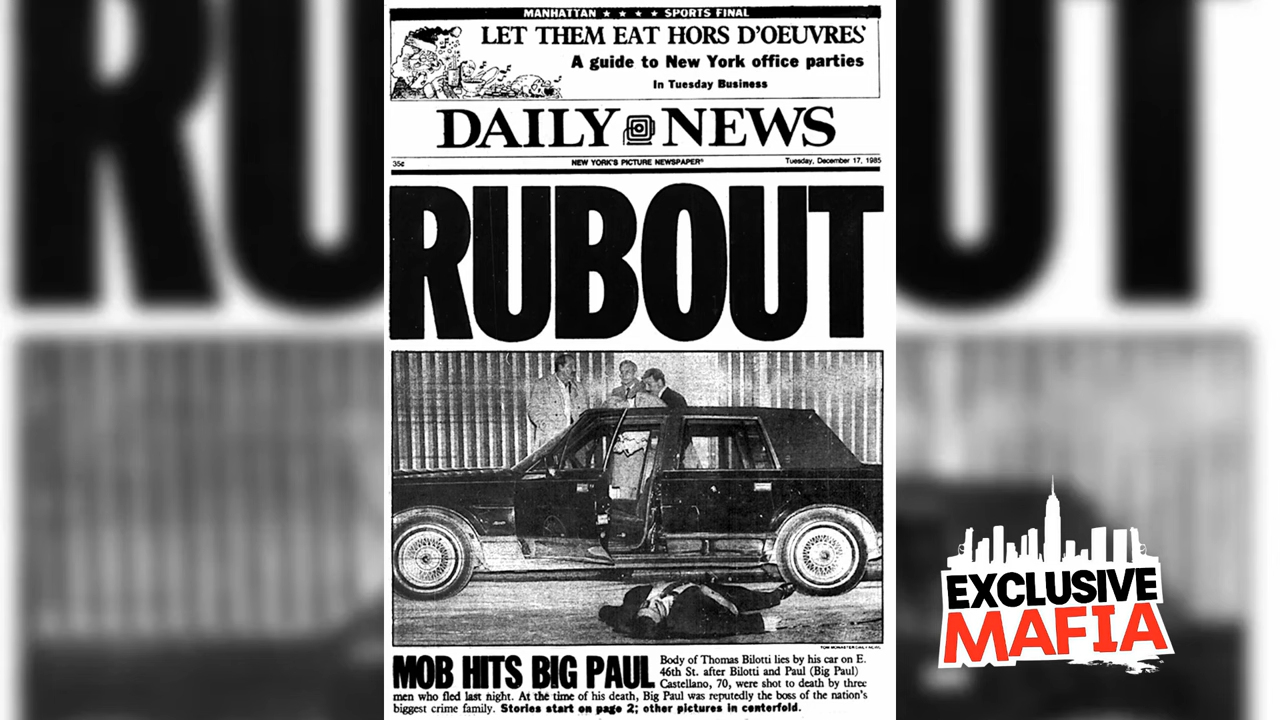 MANHATTAN ★ ★ ★ ★ SPORTS FINAL
LET THEM EAT HORS D'OEUVRES
A guide to New York office parties
In Tuesday Business
DAILY NEWS
35¢ NEW YORK'S PICTURE NEWSPAPER® Tuesday, December 17, 1985
RUBOUT
MOB HITS BIG PAUL
Body of Thomas Bilotti lies by his car on E.
46th St. after Bilotti and Paul (Big Paul)
Castellano, 70, were shot to death by three
men who fled last night. At the time of his death, Big Paul was reputedly the boss of the nation's
biggest crime family. Stories start on page 2; other pictures in centerfold.
EXCLUSIVE
MAFIA